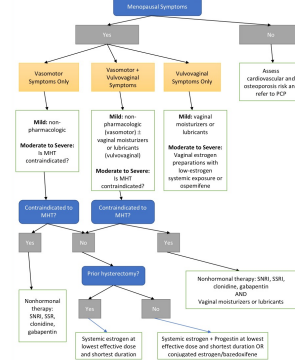 Menopausal Symptoms
Yes
No
Vasomotor
Symptoms Only
Vasomotor +
Vulvovaginal
Symptoms
Vulvovaginal
Symptoms Only
Assess
cardiovascular and
osteoporosis risk and
refer to PCP
Mild: non-
pharmacologic
Moderate to Severe:
Is MHT
contraindicated?
Mild: non-
pharmacologic
(vasomotor) ±
vaginal moisturizers
or lubricants
(vulvovaginal)
Moderate to Severe:
Is MHT
contraindicated?
Mild: vaginal
moisturizers or
lubricants
Moderate to Severe:
Vaginal estrogen
preparations with
low-estrogen
systemic exposure or
ospemifene
Contraindicated to
MHT?
Contraindicated to
MHT?
Yes
No
Yes
Nonhormonal
therapy:
SNRI, SSR,
clonidine,
gabapentin
Prior hysterectomy?
Nonhormonal therapy: SNRI, SSRI,
clonidine, gabapentin
AND
Vaginal moisturizers or lubricants
Yes
No
Systemic estrogen at
lowest effective dose
and shortest duration
Systemic estrogen + Progestin at lowest
effective dose and shortest duration OR
conjugated estrogen/bazedoxifene